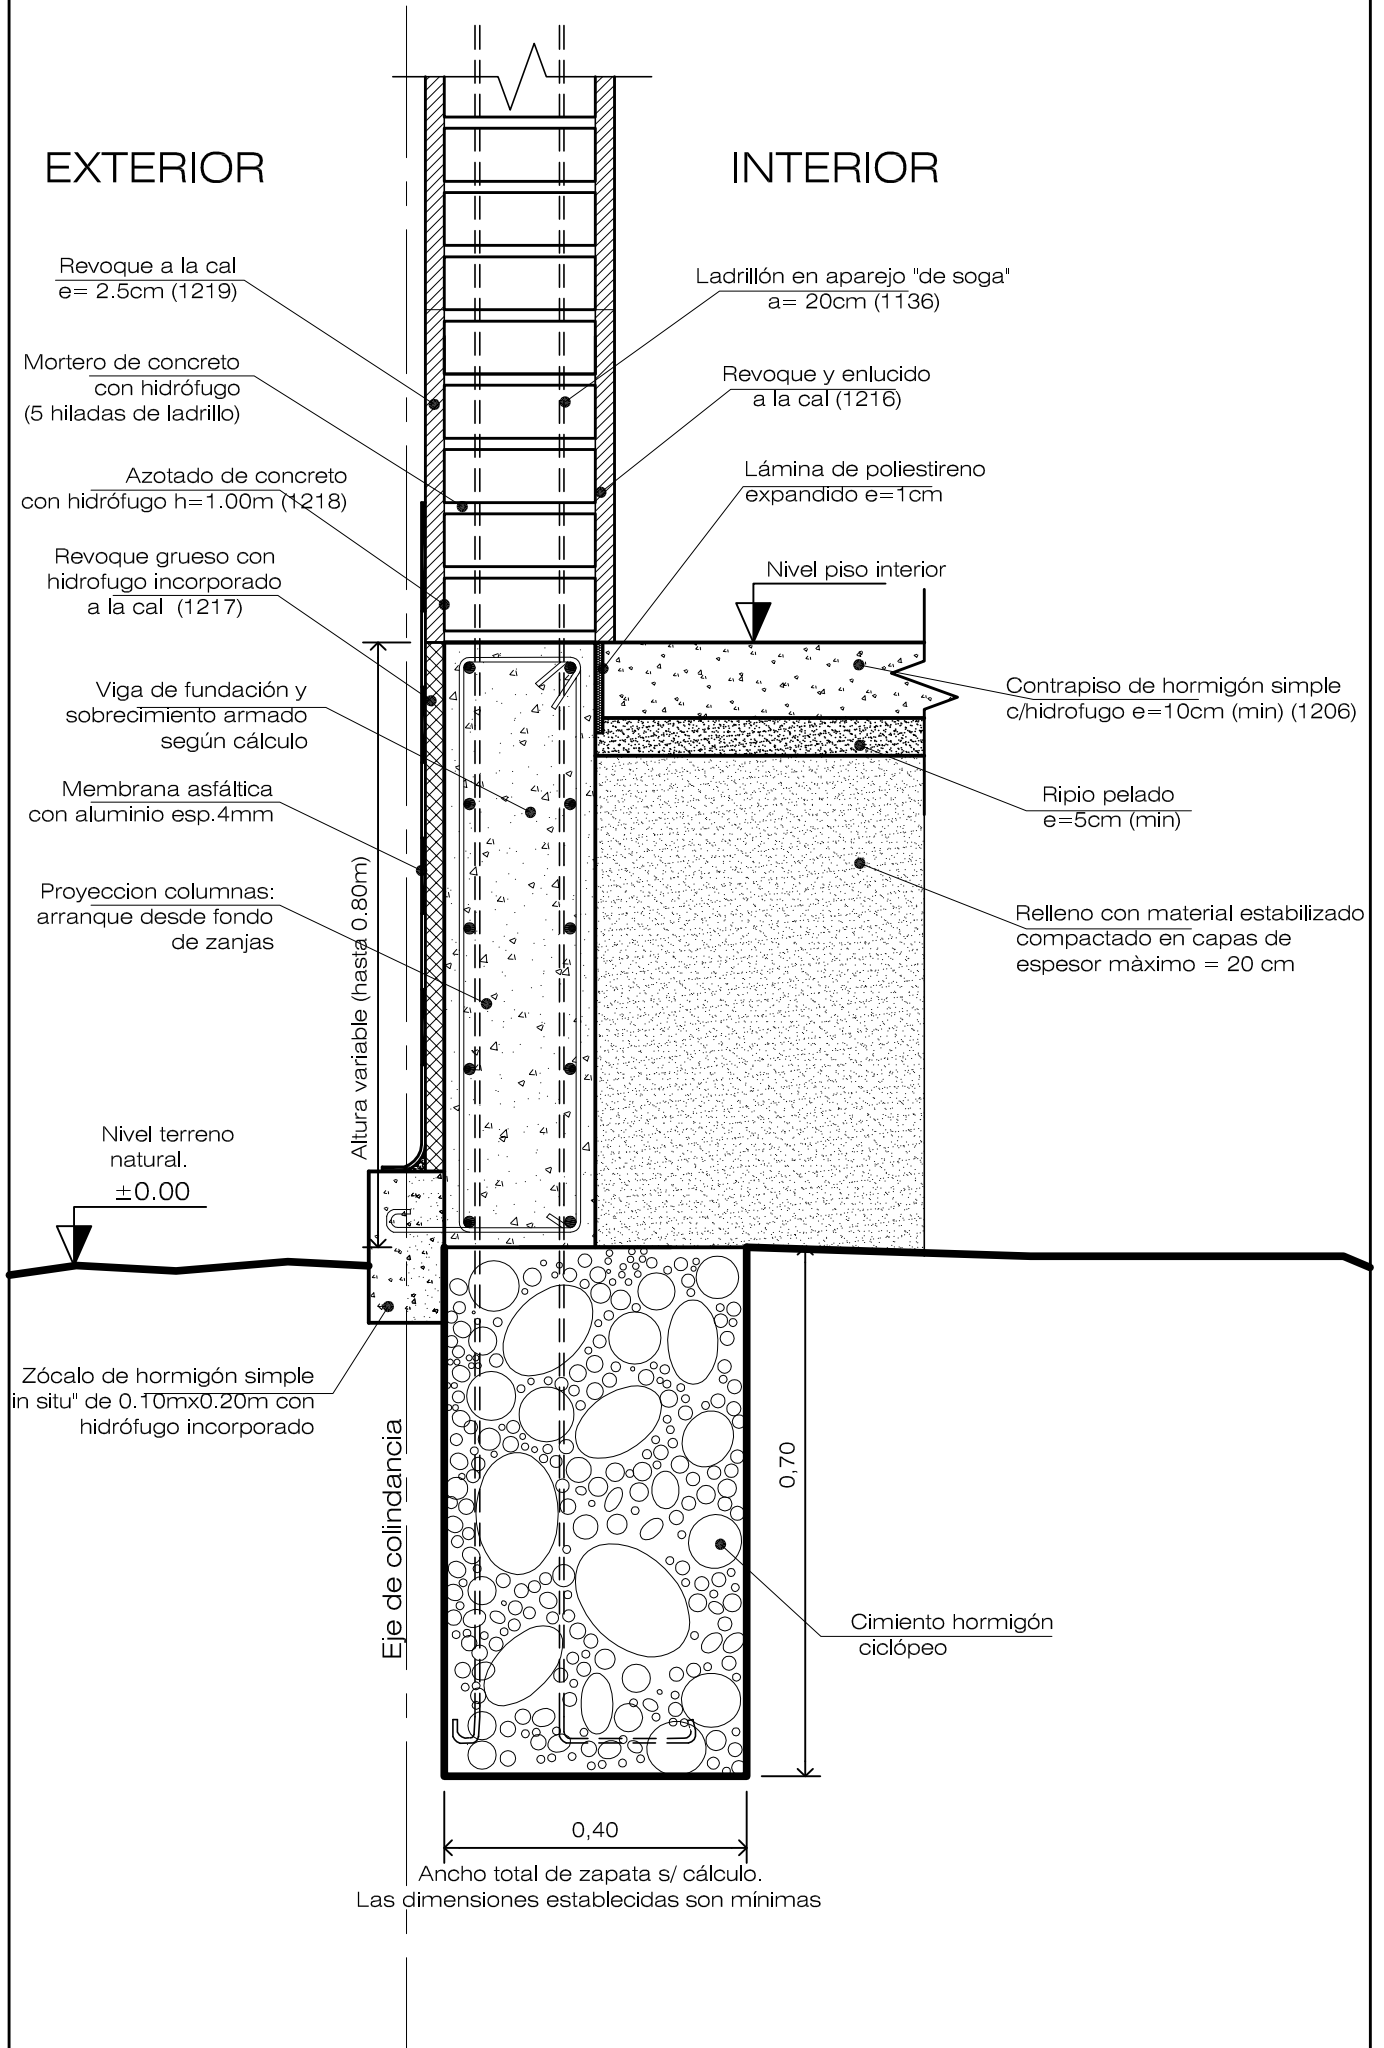 EXTERIOR
INTERIOR
Revoque a la cal
e= 2.5cm (1219)
Mortero de concreto
con hidrófugo
(5 hiladas de ladrillo)
Azotado de concreto
con hidrófugo h=1.00m (1218)
Revoque grueso con
hidrofugo incorporado
a la cal (1217)
Viga de fundación y
sobrecimiento armado
según cálculo
Membrana asfáltica
con aluminio esp.4mm
Proyeccion columnas:
arranque desde fondo
de zanjas
Altura variable (hasta 0.80m)
Nivel terreno
natural.
±0.00
Zócalo de hormigón simple
in situ" de 0.10mx0.20m con
hidrófugo incorporado
Eje de colindancia
Ladrillón en aparejo "de soga"
a= 20cm (1136)
Revoque y enlucido
a la cal (1216)
Lámina de poliestireno
expandido e=1cm
Nivel piso interior
Contrapiso de hormigón simple
c/hidrofugo e=10cm (min) (1206)
Ripio pelado
e=5cm (min)
Relleno con material estabilizado
compactado en capas de
espesor màximo = 20 cm
0,70
Cimiento hormigón
ciclópeo
0,40
Ancho total de zapata s/ cálculo.
Las dimensiones establecidas son mínimas